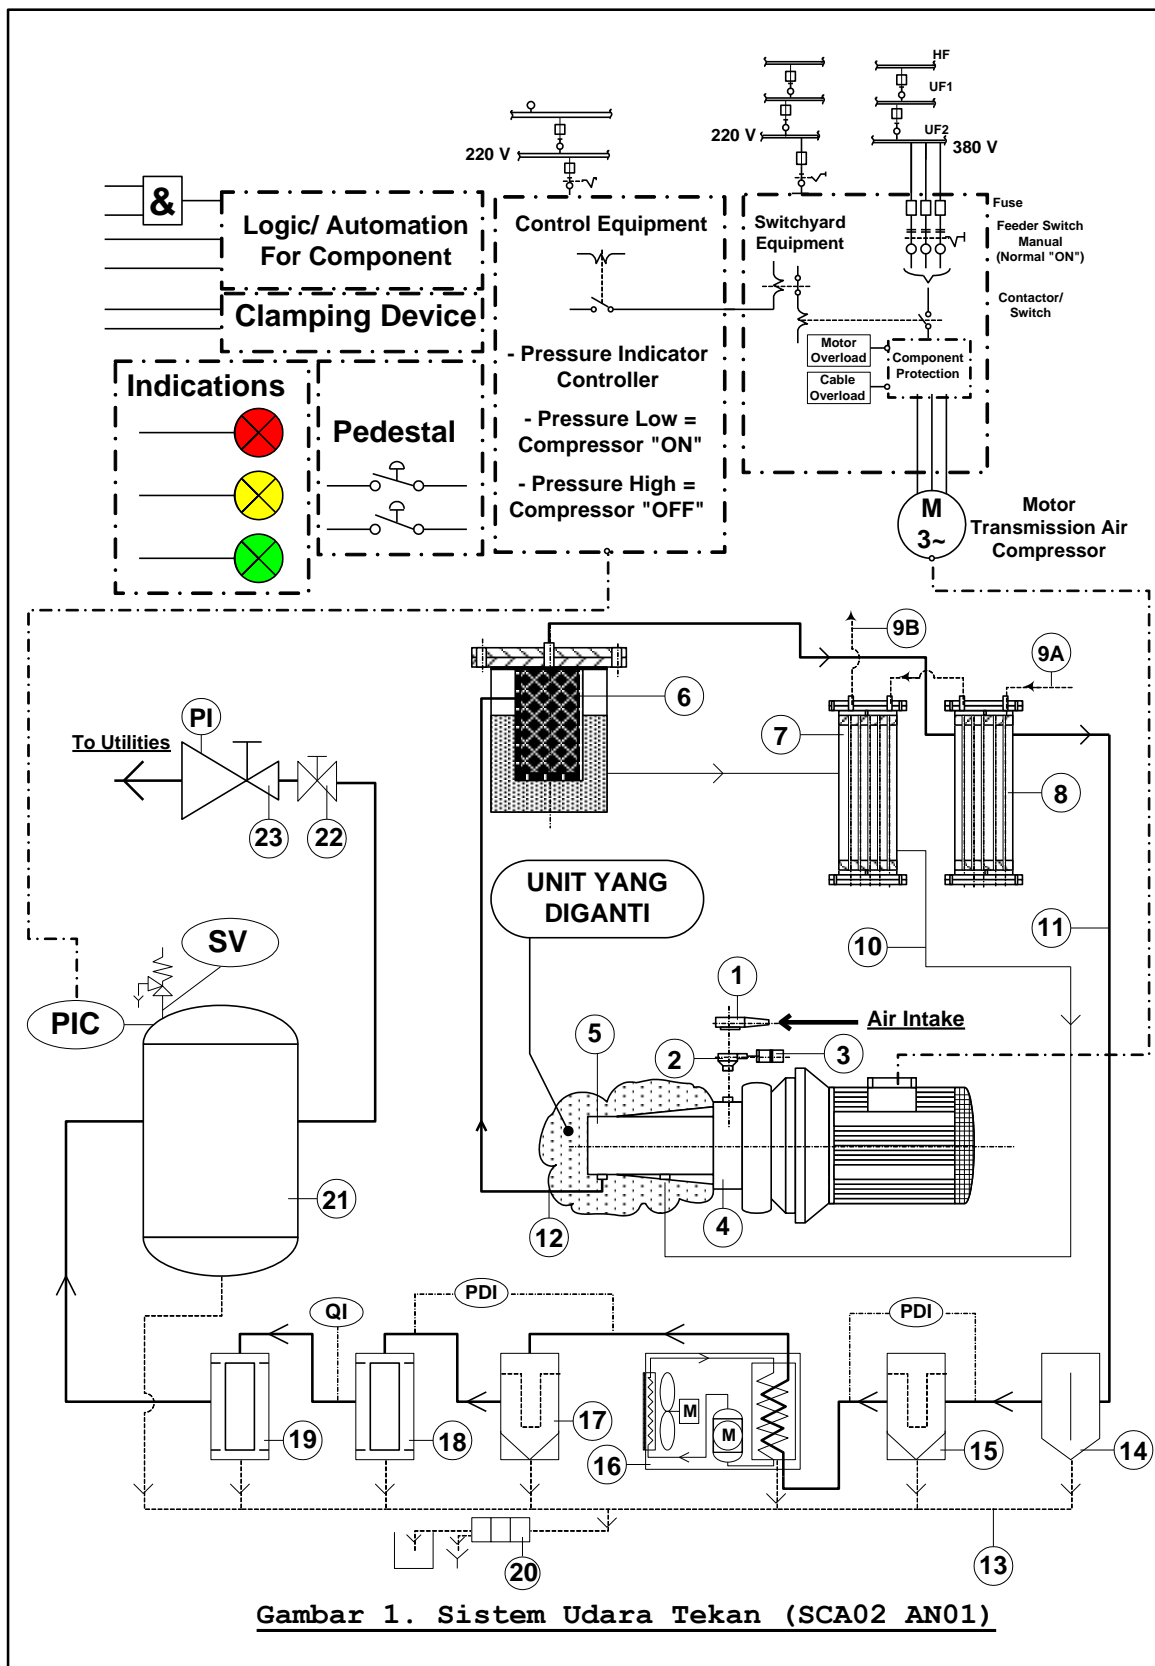 HF
UF1
UF2
220 V
380 V
220 V
&
Logic/ Automation
For Component
Clamping Device
Indications
Pedestal
Control Equipment
- Pressure Indicator
Controller
- Pressure Low =
Compressor "ON"
- Pressure High =
Compressor "OFF"
Switchyard
Equipment
Fuse
Feeder Switch
Manual
(Normal "ON")
Contactor/
Switch
Motor
Overload
Cable
Overload
Component
Protection
M
3~
Motor
Transmission Air
Compressor
9B
9A
6
7
8
PI
To Utilities
23
22
UNIT YANG
DIGANTI
10
11
SV
PIC
1
Air Intake
5
2
3
21
12
4
QI
PDI
PDI
M
M
19
18
17
16
15
14
20
13
Gambar 1. Sistem Udara Tekan (SCA02 AN01)